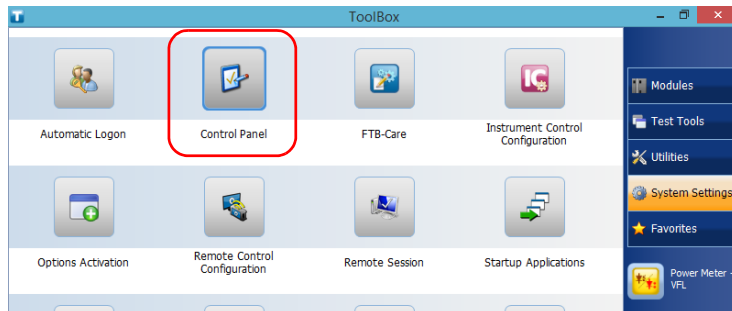 ToolBox
Automatic Logon
Control Panel
FTB-Care
Instrument Control
Configuration
Options Activation
Remote Control
Configuration
Remote Session
Startup Applications
Modules
Test Tools
Utilities
System Settings
Favorites
Power Meter -
VFL